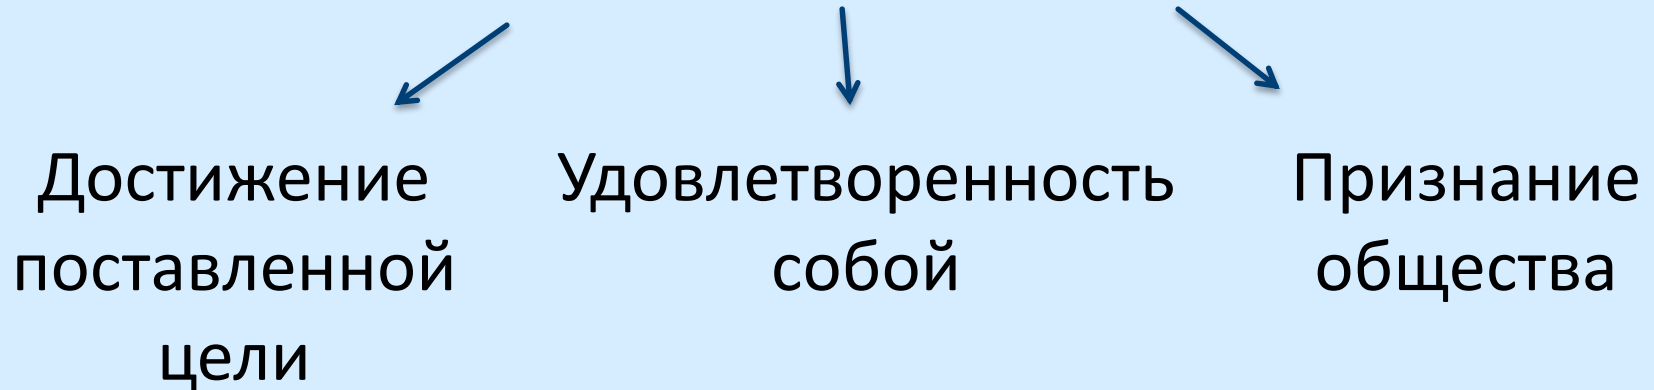 Достижение
поставленной
цели
Удовлетворенность
собой
Признание
общества